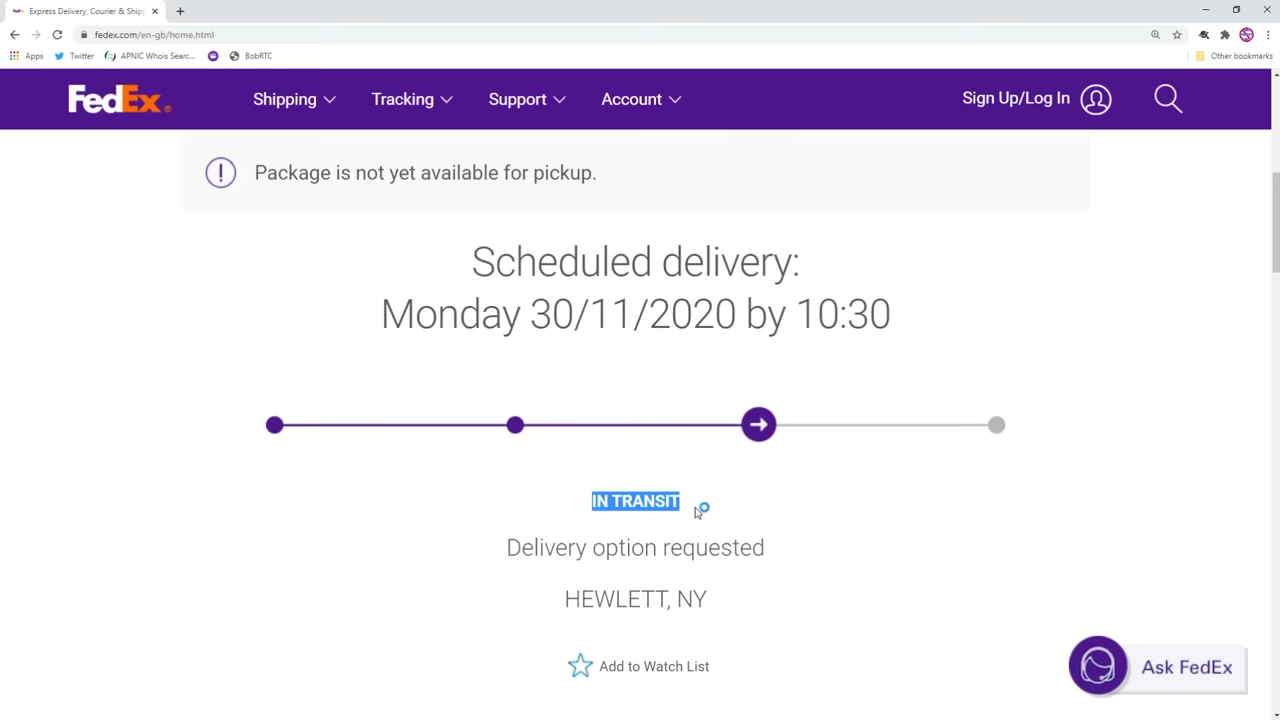 Express Delivery, Courier & Ship
fedex.com/en-gb/home.html
Apps Twitter APNIC Whois Searc... BobRTC Other bookmarks
FedEx® Shipping Tracking Support Account Sign Up/Log In
Package is not yet available for pickup.
Scheduled delivery:
Monday 30/11/2020 by 10:30
IN TRANSIT
Delivery option requested
HEWLETT, NY
Add to Watch List
Ask FedEx